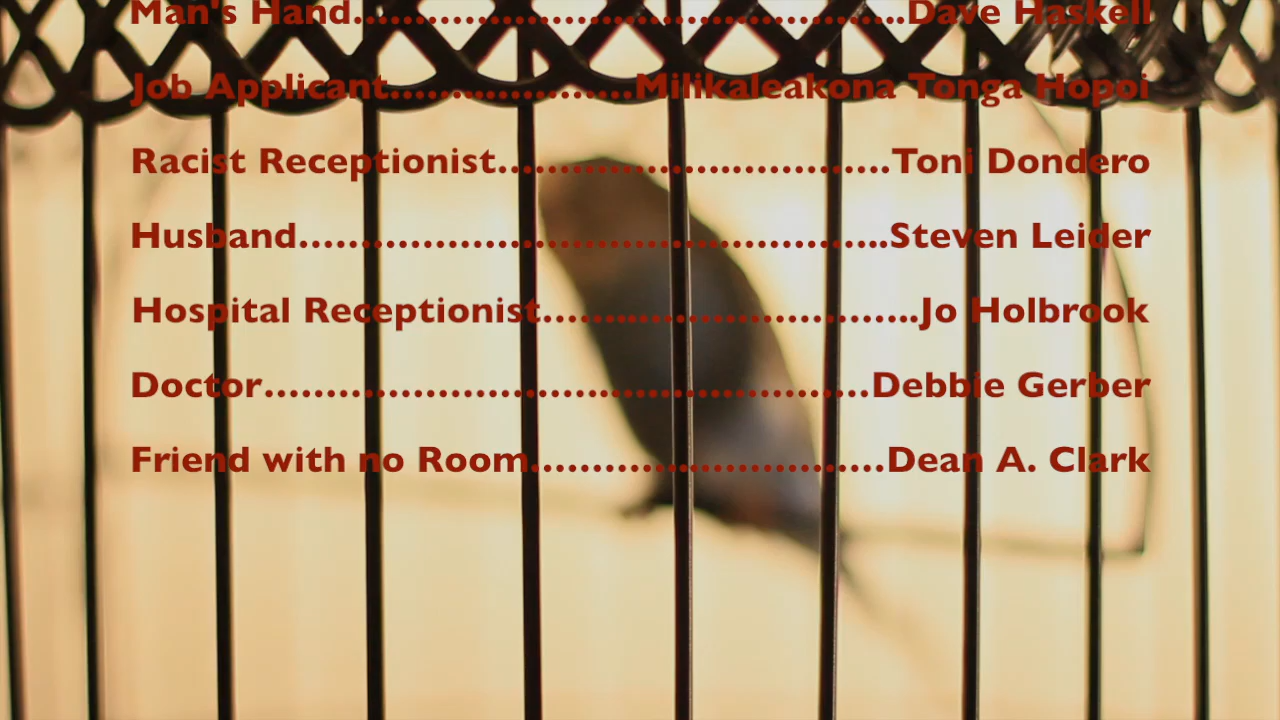 Man's Hand......................................................Dave Haskell
Job Applicant........................Milikaleakona Tonga Hopoi
Racist Receptionist......................................Toni Dondero
Husband.........................................................Steven Leider
Hospital Receptionist.....................................Jo Holbrook
Doctor...........................................................Debbie Gerber
Friend with no Room...................................Dean A. Clark